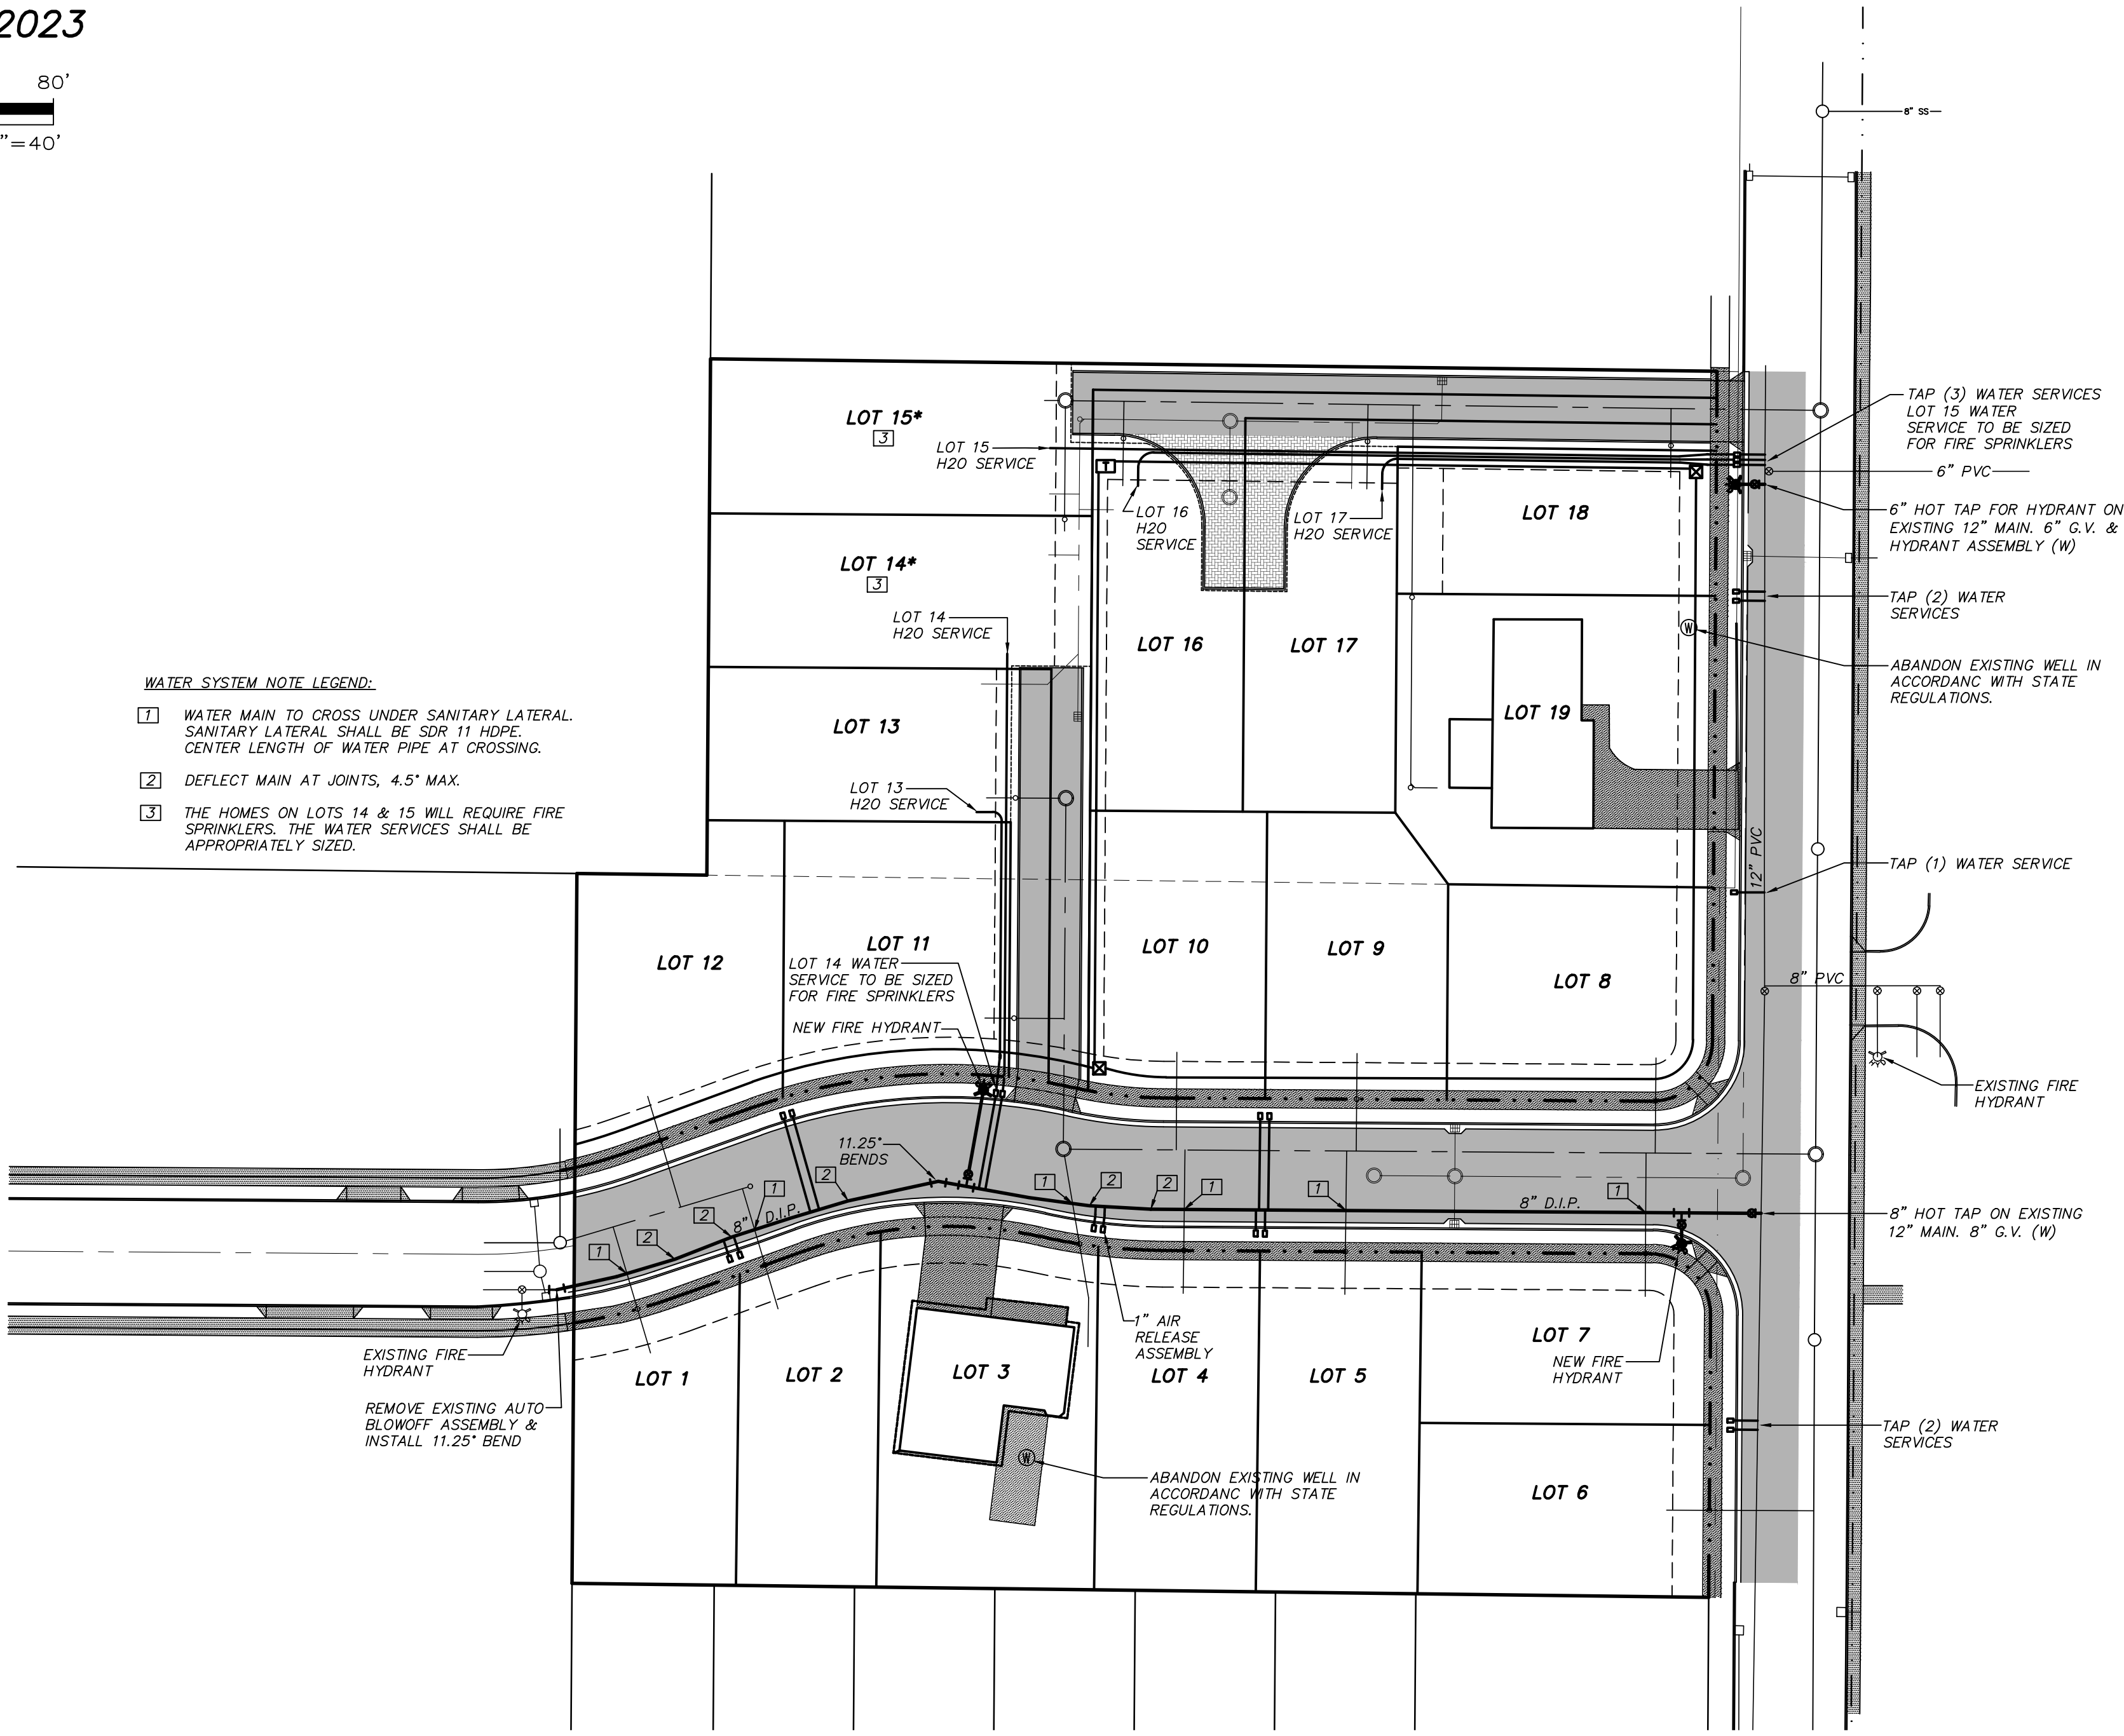 2023
80'
"=40'
8" SS
TAP (3) WATER SERVICES
LOT 15 WATER
SERVICE TO BE SIZED
FOR FIRE SPRINKLERS
6" PVC
6" HOT TAP FOR HYDRANT ON
EXISTING 12" MAIN. 6" G.V. &
HYDRANT ASSEMBLY (W)
TAP (2) WATER
SERVICES
ABANDON EXISTING WELL IN
ACCORDANC WITH STATE
REGULATIONS.
TAP (1) WATER SERVICE
12" PVC
8" PVC
EXISTING FIRE
HYDRANT
8" HOT TAP ON EXISTING
12" MAIN. 8" G.V. (W)
TAP (2) WATER
SERVICES
LOT 15*
3
LOT 15
H2O SERVICE
T
LOT 16
H2O
SERVICE
LOT 17
H2O SERVICE
LOT 18
LOT 14*
3
LOT 14
H2O SERVICE
LOT 16
LOT 17
W
LOT 19
LOT 13
LOT 13
H2O SERVICE
WATER SYSTEM NOTE LEGEND:
1 WATER MAIN TO CROSS UNDER SANITARY LATERAL.
SANITARY LATERAL SHALL BE SDR 11 HDPE.
CENTER LENGTH OF WATER PIPE AT CROSSING.
2 DEFLECT MAIN AT JOINTS, 4.5° MAX.
3 THE HOMES ON LOTS 14 & 15 WILL REQUIRE FIRE
SPRINKLERS. THE WATER SERVICES SHALL BE
APPROPRIATELY SIZED.
LOT 12
LOT 11
LOT 14 WATER
SERVICE TO BE SIZED
FOR FIRE SPRINKLERS
NEW FIRE HYDRANT
LOT 10
LOT 9
LOT 8
11.25°
BENDS
2
1
2
8" D.I.P.
2
1
1
2
2
1
1
8" D.I.P.
1
EXISTING FIRE
HYDRANT
REMOVE EXISTING AUTO
BLOWOFF ASSEMBLY &
INSTALL 11.25° BEND
LOT 1
LOT 2
LOT 3
1" AIR
RELEASE
ASSEMBLY
LOT 4
LOT 5
LOT 7
NEW FIRE
HYDRANT
W
ABANDON EXISTING WELL IN
ACCORDANC WITH STATE
REGULATIONS.
LOT 6